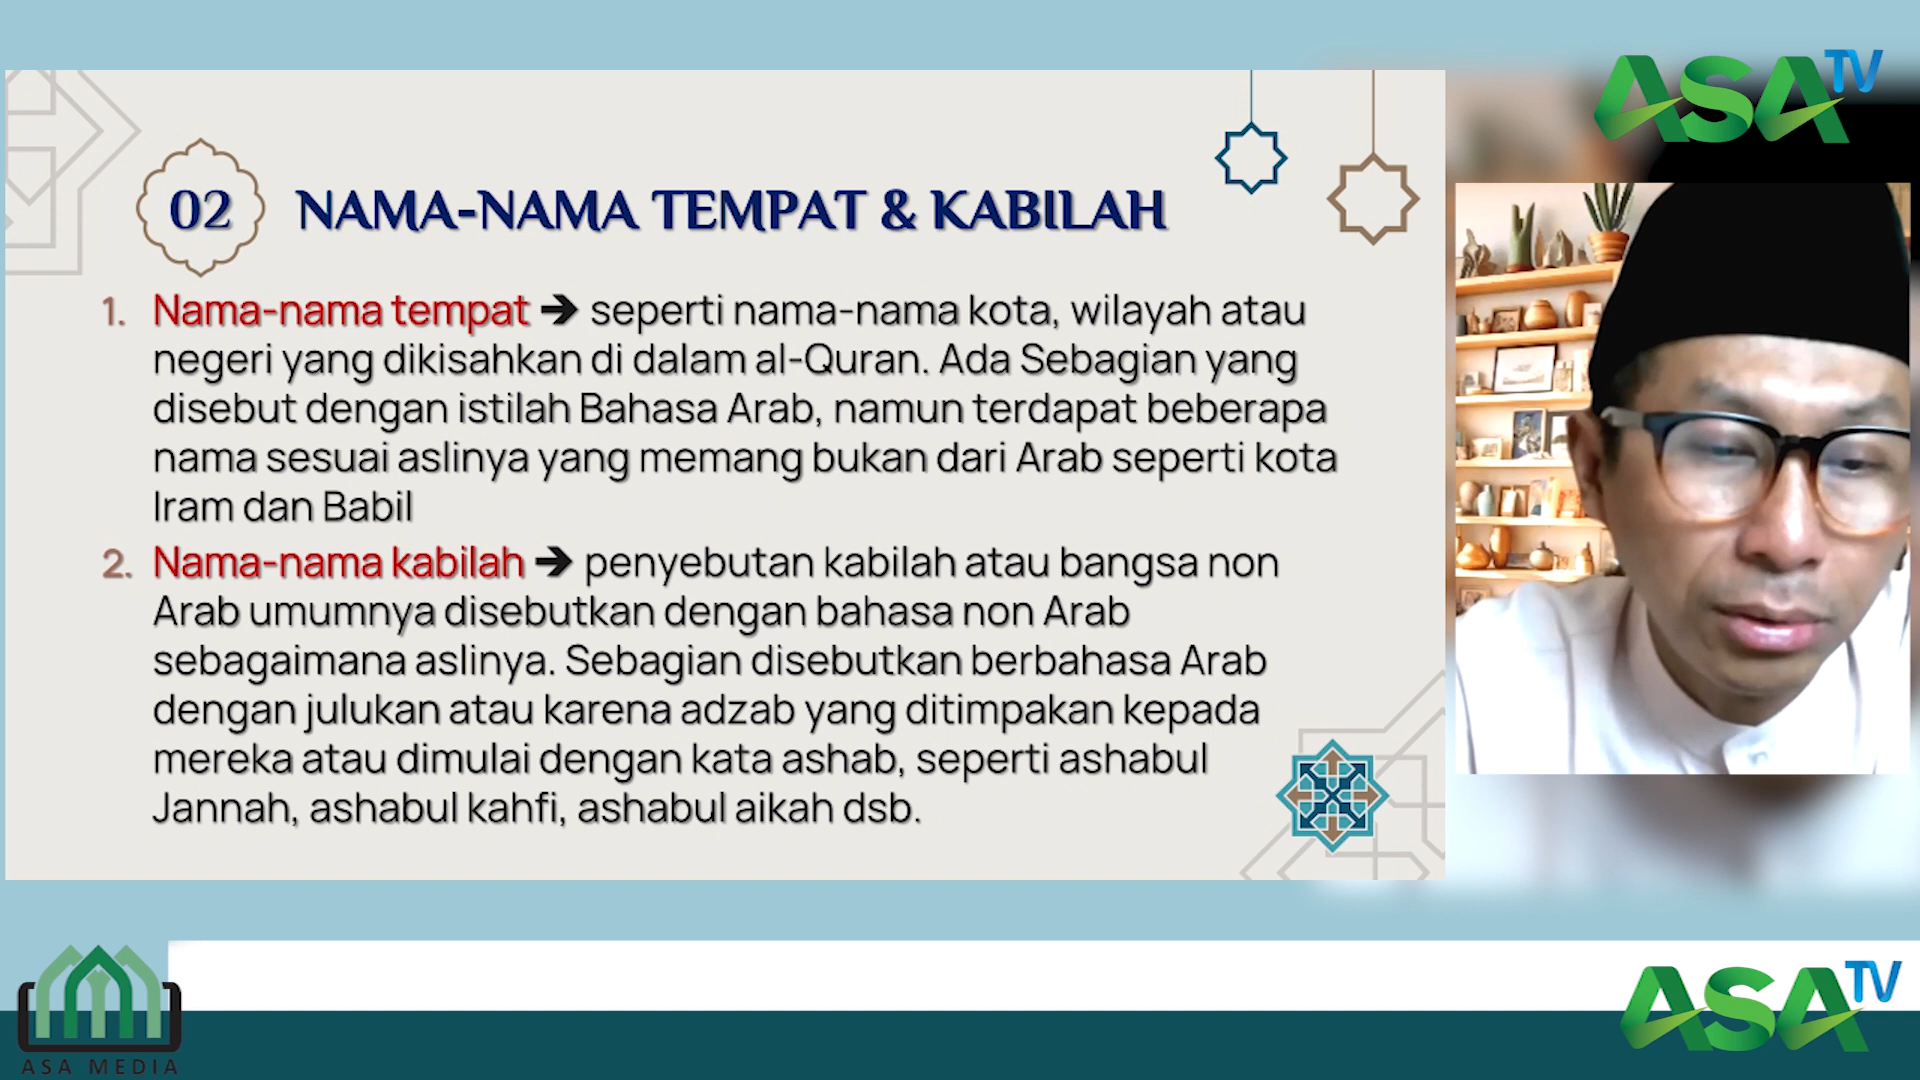 ASA TV
02 NAMA-NAMA TEMPAT & KABILAH
1. Nama-nama tempat ➔ seperti nama-nama kota, wilayah atau
negeri yang dikisahkan di dalam al-Quran. Ada Sebagian yang
disebut dengan istilah Bahasa Arab, namun terdapat beberapa
nama sesuai aslinya yang memang bukan dari Arab seperti kota
Iram dan Babil
2. Nama-nama kabilah ➔ penyebutan kabilah atau bangsa non
Arab umumnya disebutkan dengan bahasa non Arab
sebagaimana aslinya. Sebagian disebutkan berbahasa Arab
dengan julukan atau karena adzab yang ditimpakan kepada
mereka atau dimulai dengan kata ashab, seperti ashabul
Jannah, ashabul kahfi, ashabul aikah dsb.
ASA MEDIA
ASA TV